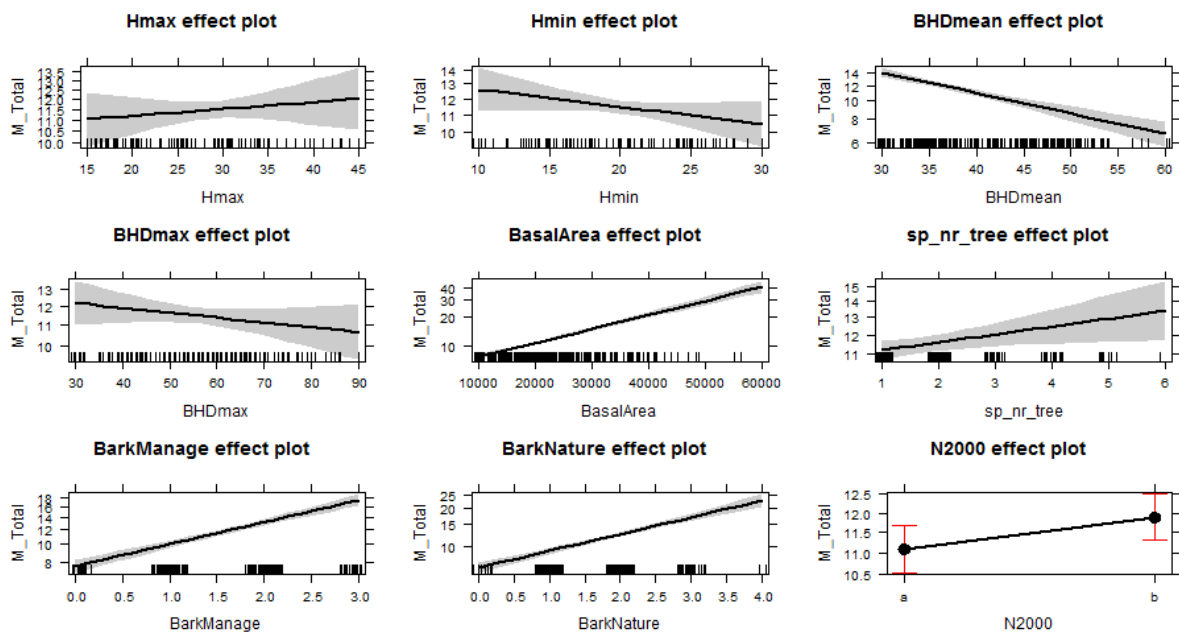 Hmax effect plot
M_Total
13.5
13.0
12.5
12.0
11.5
11.0
10.5
10.0
15 20 25 30 35 40 45
Hmax
Hmin effect plot
M_Total
14
13
12
11
10
10 15 20 25 30
Hmin
BHDmean effect plot
M_Total
14
12
10
8
6
30 35 40 45 50 55 60
BHDmean
BHDmax effect plot
M_Total
13
12
11
10
30 40 50 60 70 80 90
BHDmax
BasalArea effect plot
M_Total
40
30
20
10
10000 20000 30000 40000 50000 60000
BasalArea
sp_nr_tree effect plot
M_Total
15
14
13
12
11
1 2 3 4 5 6
sp_nr_tree
BarkManage effect plot
M_Total
18
16
14
12
10
8
0.0 0.5 1.0 1.5 2.0 2.5 3.0
BarkManage
BarkNature effect plot
M_Total
25
20
15
10
0.0 0.5 1.0 1.5 2.0 2.5 3.0 3.5 4.0
BarkNature
N2000 effect plot
M_Total
12.5
12.0
11.5
11.0
10.5
a b
N2000